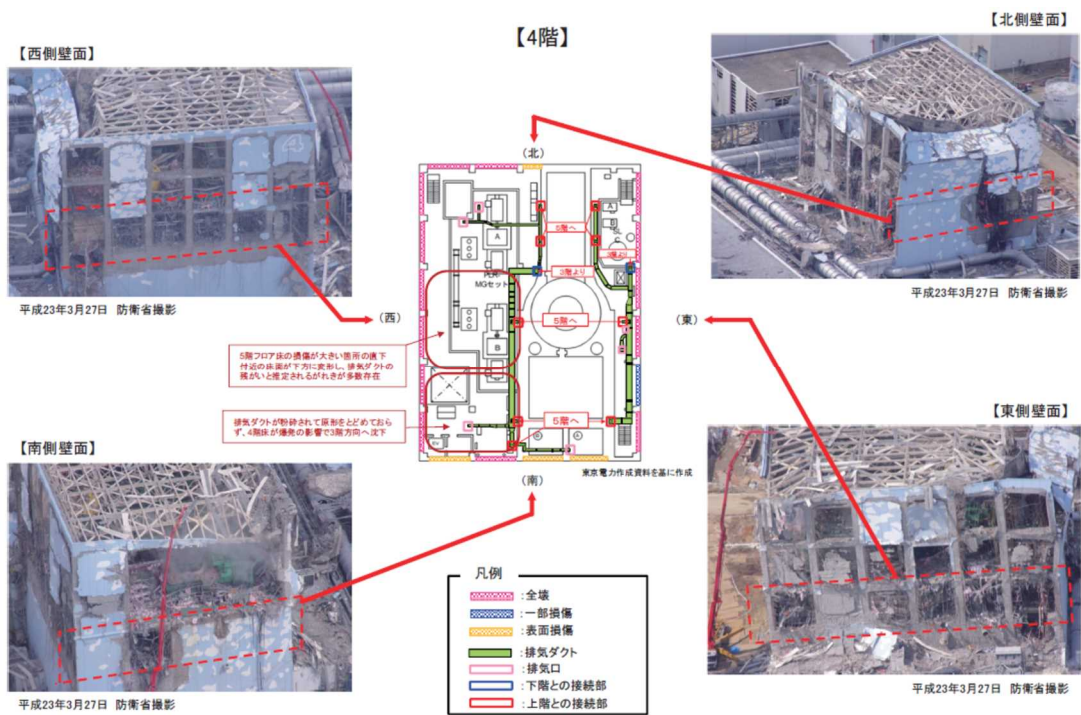 【4階】
【西側壁面】
平成23年3月27日 防衛省撮影
【北側壁面】
平成23年3月27日 防衛省撮影
(北)
(西)
(東)
(南)
A
5階へ
3階より
MGセット
5階へ
B
5階へ
A
B
EV
5階フロア床の損傷が大きい箇所の直下
付近の床面が下方に変形し、排気ダクトの
残がいと推定されるがれきが多数存在
排気ダクトが粉砕されて原形をとどめておら
ず、4階床が爆発の影響で3階方向へ沈下
東京電力作成資料を基に作成
【南側壁面】
平成23年3月27日 防衛省撮影
【東側壁面】
平成23年3月27日 防衛省撮影
凡例
:全壊
:一部損傷
:表面損傷
:排気ダクト
:排気口
:下階との接続部
:上階との接続部